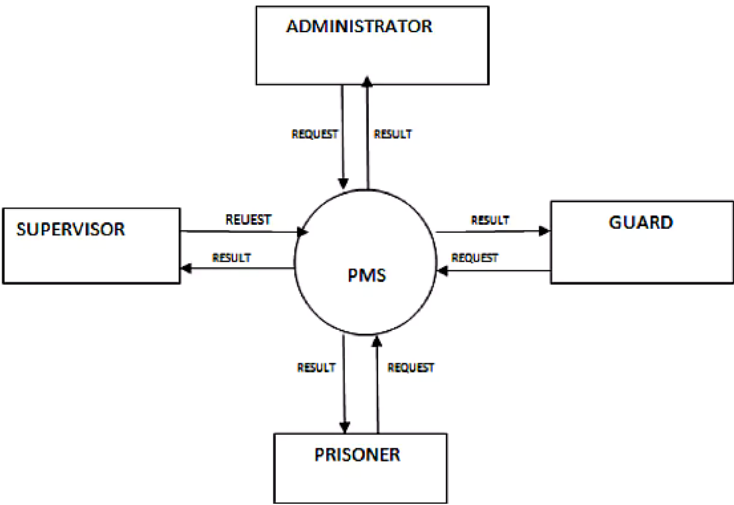 ADMINISTRATOR
REQUEST
RESULT
SUPERVISOR
REUEST
RESULT
PMS
RESULT
REQUEST
GUARD
RESULT
REQUEST
PRISONER